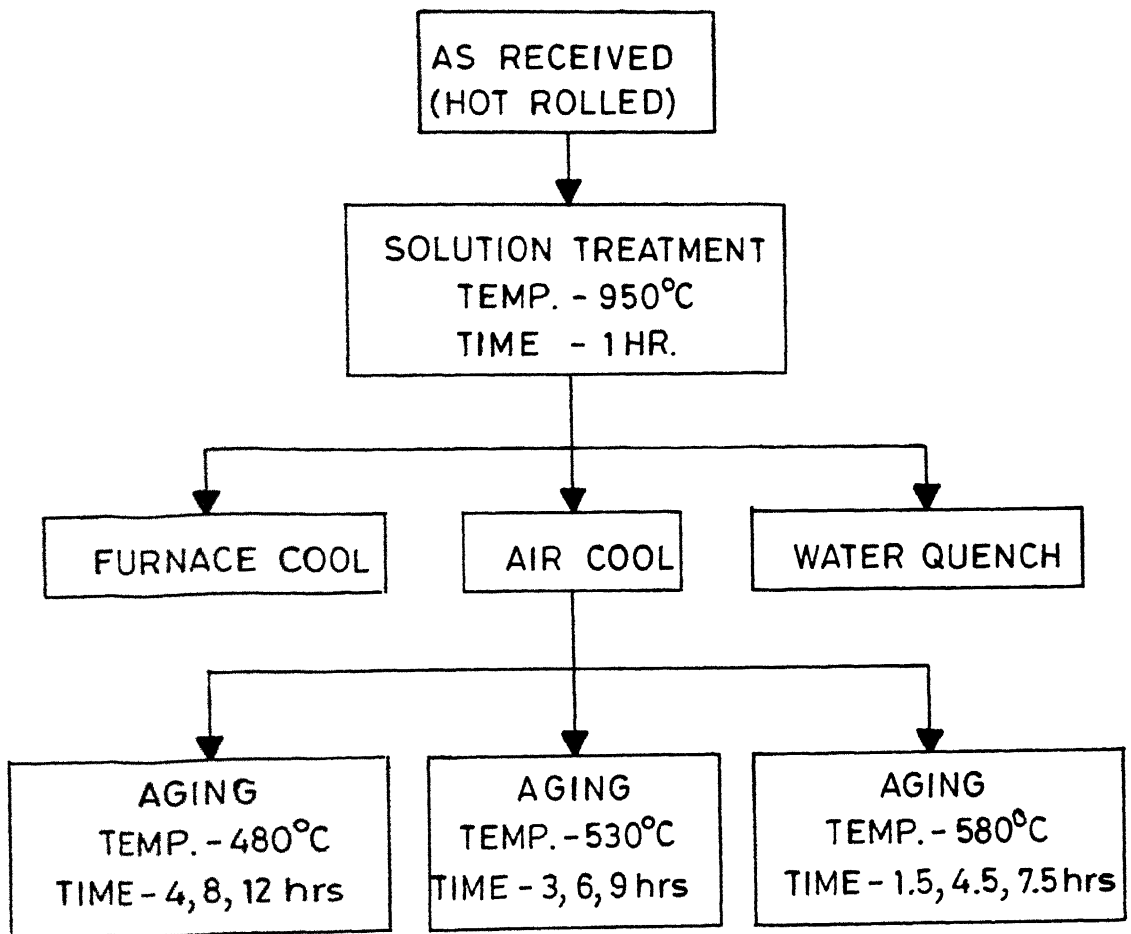 AS RECEIVED
(HOT ROLLED)
SOLUTION TREATMENT
TEMP. - 950°C
TIME - 1 HR.
FURNACE COOL
AIR COOL
WATER QUENCH
AGING
TEMP. - 480°C
TIME - 4, 8, 12 hrs
AGING
TEMP. - 530°C
TIME - 3, 6, 9 hrs
AGING
TEMP. - 580°C
TIME - 1.5, 4.5, 7.5 hrs